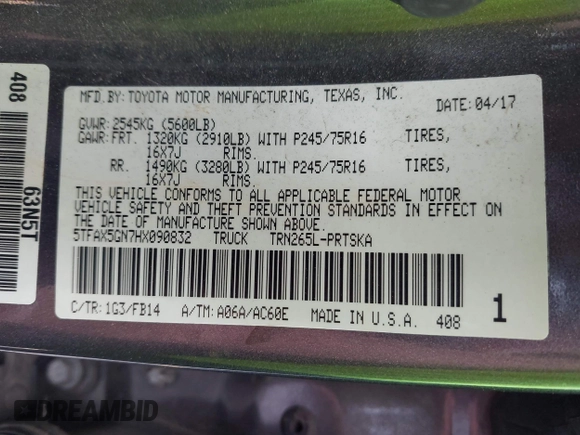 MFD.BY: TOYOTA MOTOR MANUFACTURING, TEXAS, INC.
DATE: 04/17
GVWR: 2545KG (5600LB)
GAWR: FRT. 1320KG (2910LB) WITH P245/75R16 TIRES,
16X7J RIMS.
RR. 1490KG (3280LB) WITH P245/75R16 TIRES,
16X7J RIMS.
THIS VEHICLE CONFORMS TO ALL APPLICABLE FEDERAL MOTOR
VEHICLE SAFETY AND THEFT PREVENTION STANDARDS IN EFFECT ON
THE DATE OF MANUFACTURE SHOWN ABOVE.
5TFAX5GN7HX090832 TRUCK TRN265L-PRTSKA
C/TR: 1G3/FB14 A/TM: A06A/AC60E MADE IN U.S.A. 408
1
408
63N5T
DREAMBID